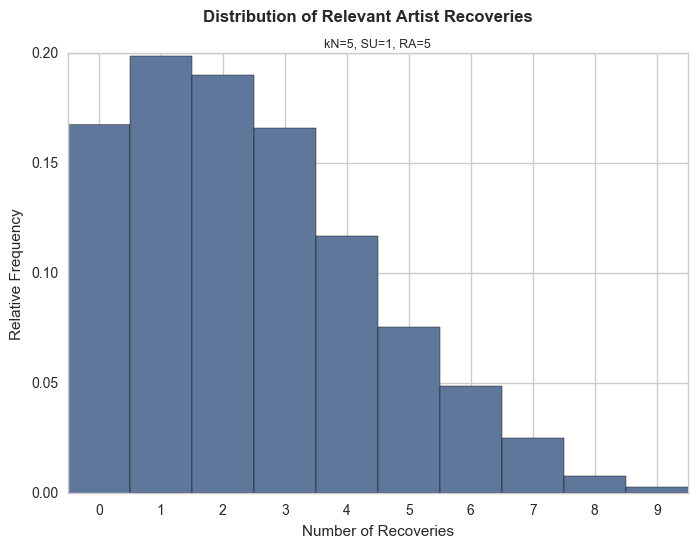 Distribution of Relevant Artist Recoveries
kN=5, SU=1, RA=5
0.20
0.15
0.10
0.05
0.00
Relative Frequency
0 1 2 3 4 5 6 7 8 9
Number of Recoveries